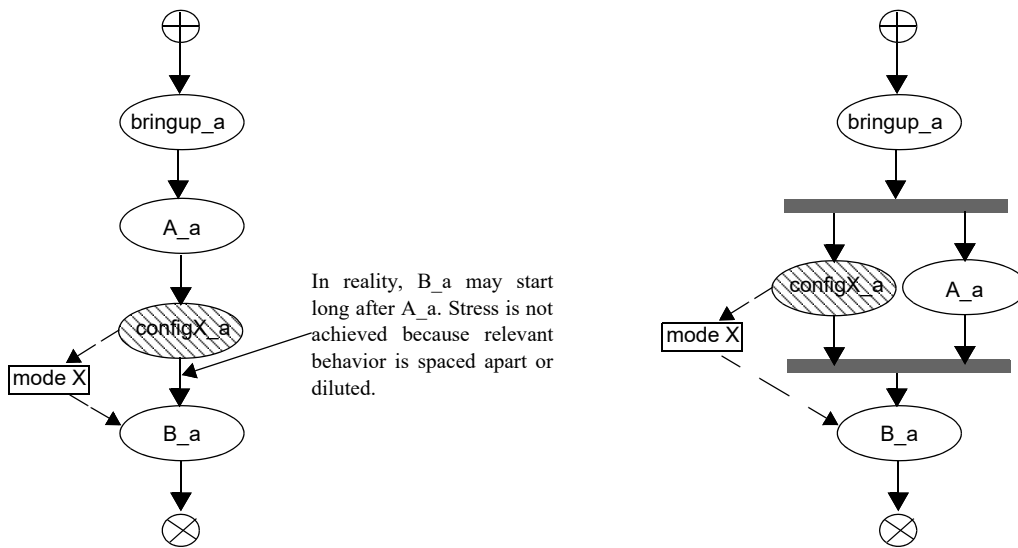 bringup_a
A_a
configX_a
mode X
B_a
In reality, B_a may start
long after A_a. Stress is not
achieved because relevant
behavior is spaced apart or
diluted.
bringup_a
configX_a
A_a
mode X
B_a